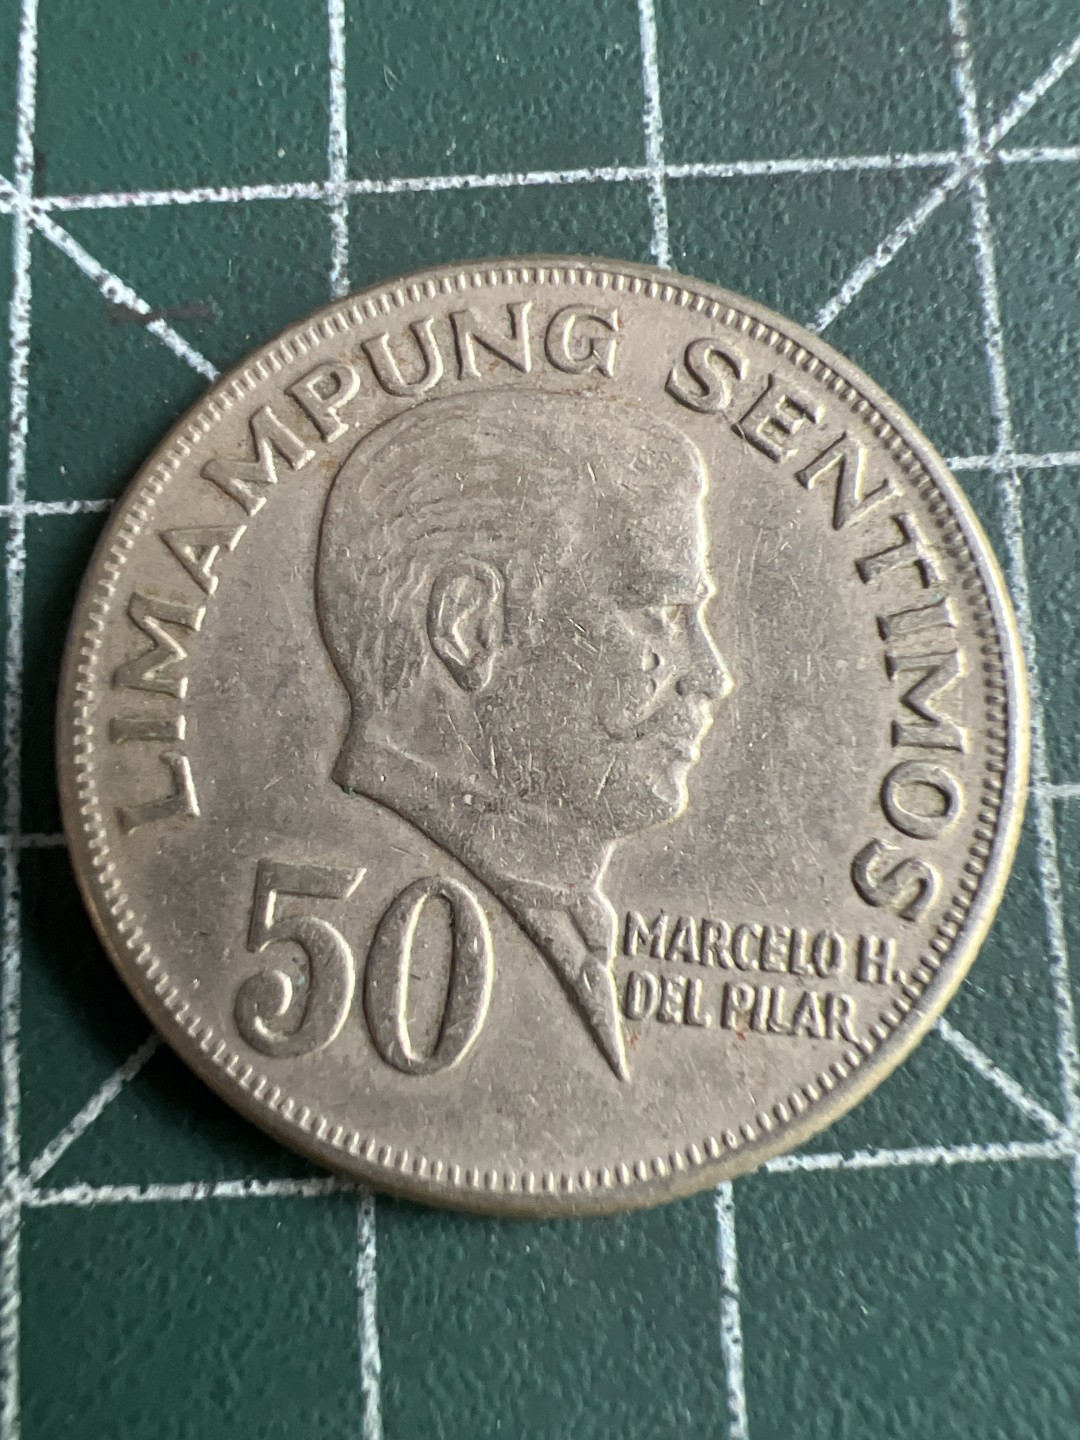 LIMAMPUNG SENTIMOS
50
MARCELO H.
DEL PILAR